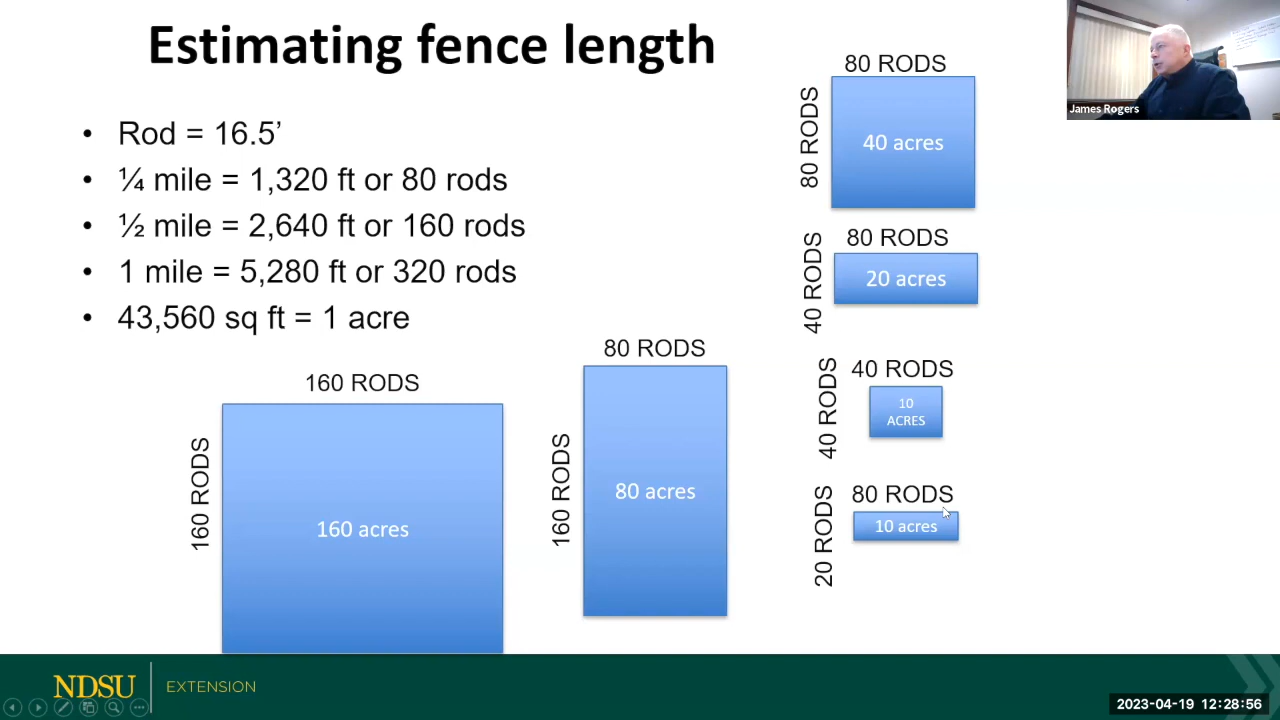 Estimating fence length
• Rod = 16.5’
• ¼ mile = 1,320 ft or 80 rods
• ½ mile = 2,640 ft or 160 rods
• 1 mile = 5,280 ft or 320 rods
• 43,560 sq ft = 1 acre
160 RODS
160 RODS
160 acres
80 RODS
160 RODS
80 acres
80 RODS
80 RODS
40 acres
80 RODS
40 RODS
20 acres
40 RODS
40 RODS
10
ACRES
80 RODS
20 RODS
10 acres
James Rogers
NDSU
EXTENSION
2023-04-19 12:28:56